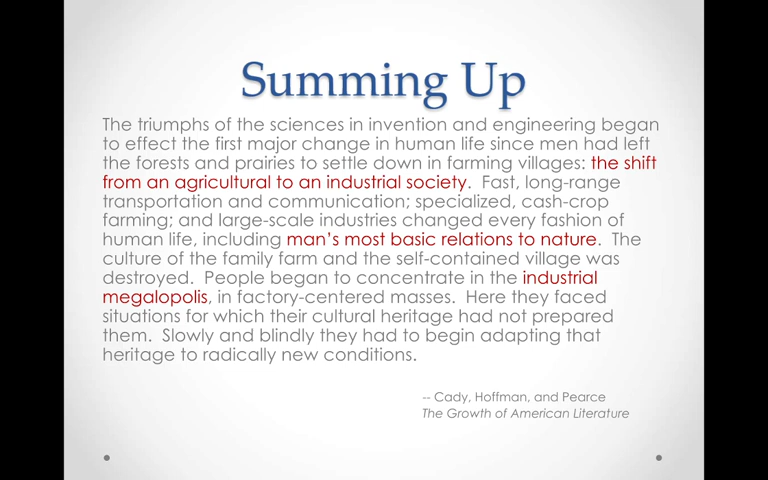 Summing Up
The triumphs of the sciences in invention and engineering began
to effect the first major change in human life since men had left
the forests and prairies to settle down in farming villages: the shift
from an agricultural to an industrial society.  Fast, long-range
transportation and communication; specialized, cash-crop
farming; and large-scale industries changed every fashion of
human life, including man’s most basic relations to nature.  The
culture of the family farm and the self-contained village was
destroyed.  People began to concentrate in the industrial
megalopolis, in factory-centered masses.  Here they faced
situations for which their cultural heritage had not prepared
them.  Slowly and blindly they had to begin adapting that
heritage to radically new conditions.
-- Cady, Hoffman, and Pearce
The Growth of American Literature